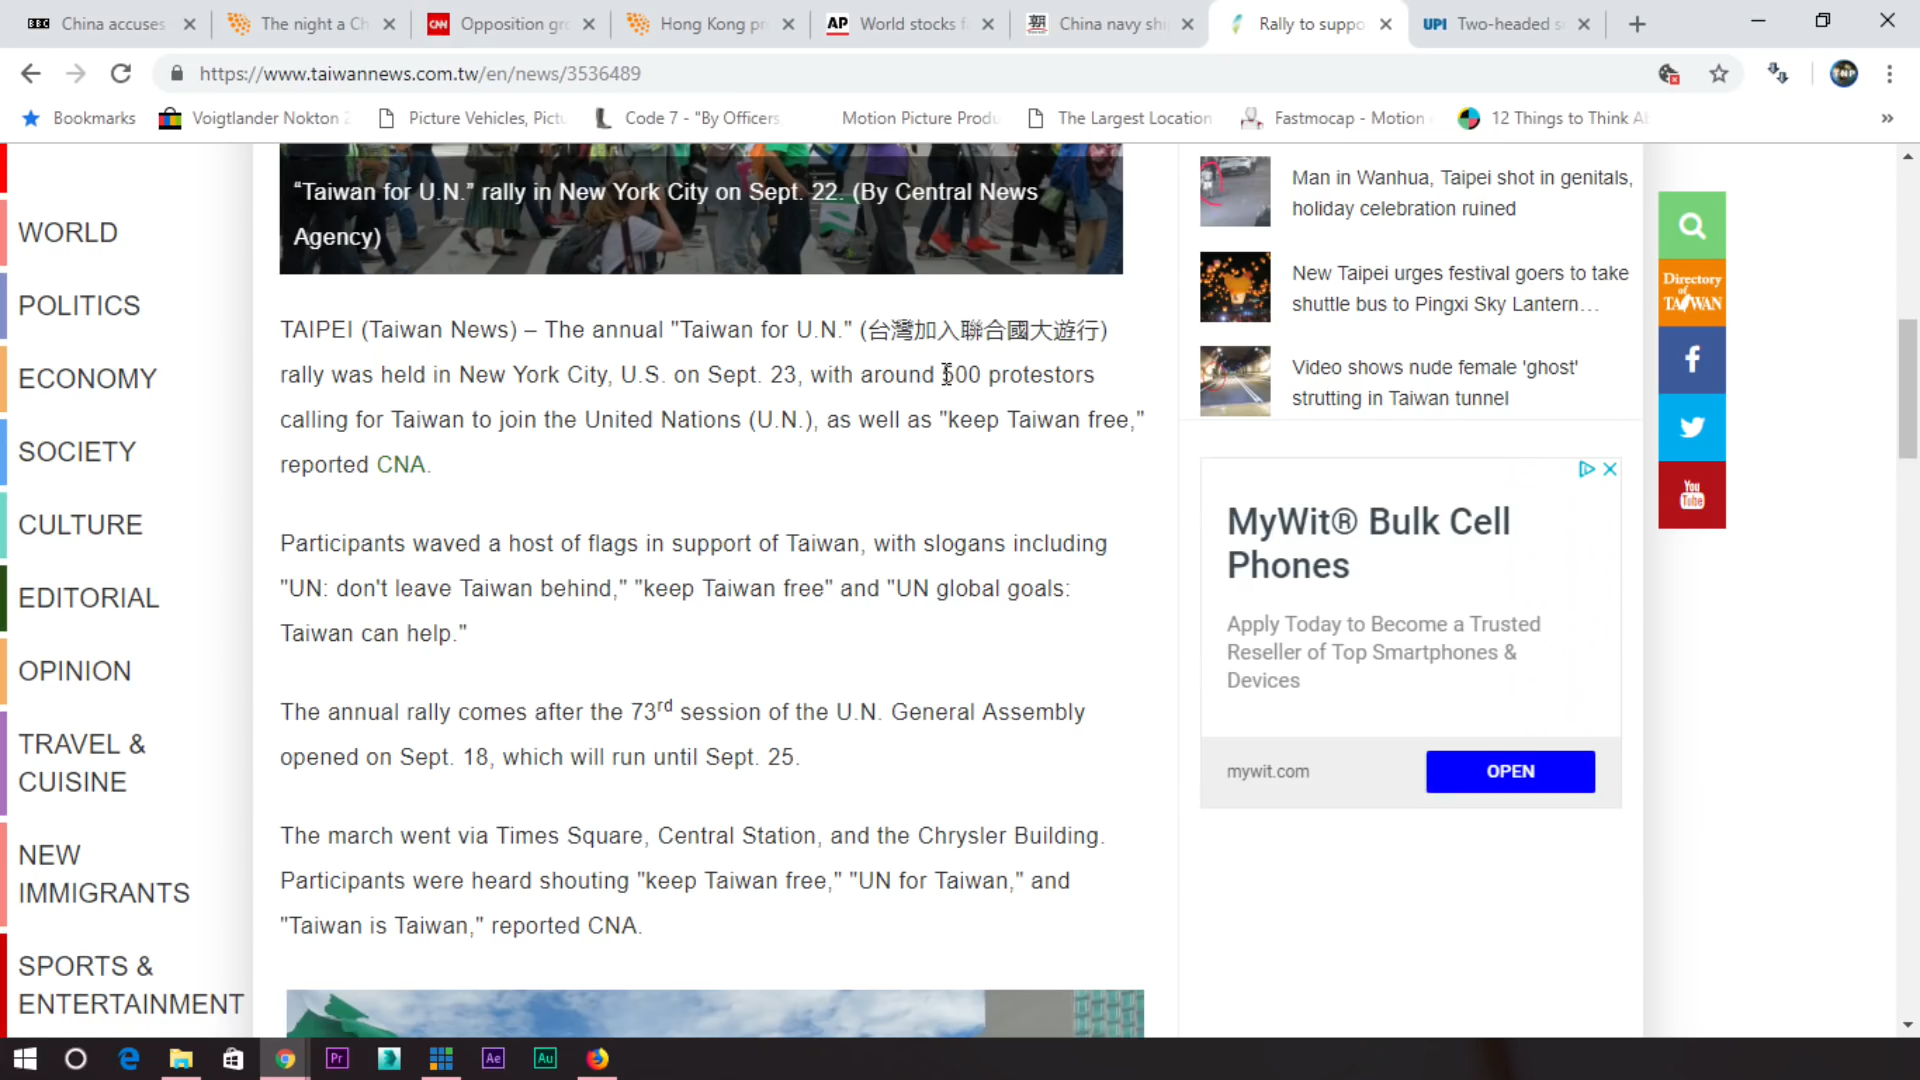 China accuses
The night a Ch
CNN Opposition gr
Hong Kong pr
AP World stocks f
China navy shi
Rally to suppo
UPI Two-headed s
https://www.taiwannews.com.tw/en/news/3536489
Bookmarks
Voigtlander Nokton 2
Picture Vehicles, Pictu
Code 7 - "By Officers
Motion Picture Produ
The Largest Location
Fastmocap - Motion
12 Things to Think Ab
»
WORLD
POLITICS
ECONOMY
SOCIETY
CULTURE
EDITORIAL
OPINION
TRAVEL &
CUISINE
NEW
IMMIGRANTS
SPORTS &
ENTERTAINMENT
“Taiwan for U.N.” rally in New York City on Sept. 22. (By Central News
Agency)
TAIPEI (Taiwan News) – The annual "Taiwan for U.N." (台灣加入聯合國大遊行)
rally was held in New York City, U.S. on Sept. 23, with around 500 protestors
calling for Taiwan to join the United Nations (U.N.), as well as "keep Taiwan free,"
reported CNA.
Participants waved a host of flags in support of Taiwan, with slogans including
"UN: don't leave Taiwan behind," "keep Taiwan free" and "UN global goals:
Taiwan can help."
The annual rally comes after the 73rd session of the U.N. General Assembly
opened on Sept. 18, which will run until Sept. 25.
The march went via Times Square, Central Station, and the Chrysler Building.
Participants were heard shouting "keep Taiwan free," "UN for Taiwan," and
"Taiwan is Taiwan," reported CNA.
Man in Wanhua, Taipei shot in genitals,
holiday celebration ruined
New Taipei urges festival goers to take
shuttle bus to Pingxi Sky Lantern…
Video shows nude female 'ghost'
strutting in Taiwan tunnel
MyWit® Bulk Cell
Phones
Apply Today to Become a Trusted
Reseller of Top Smartphones &
Devices
mywit.com
OPEN
Directory
of
TAIWAN
You
Tube
Pr
Ae
Au